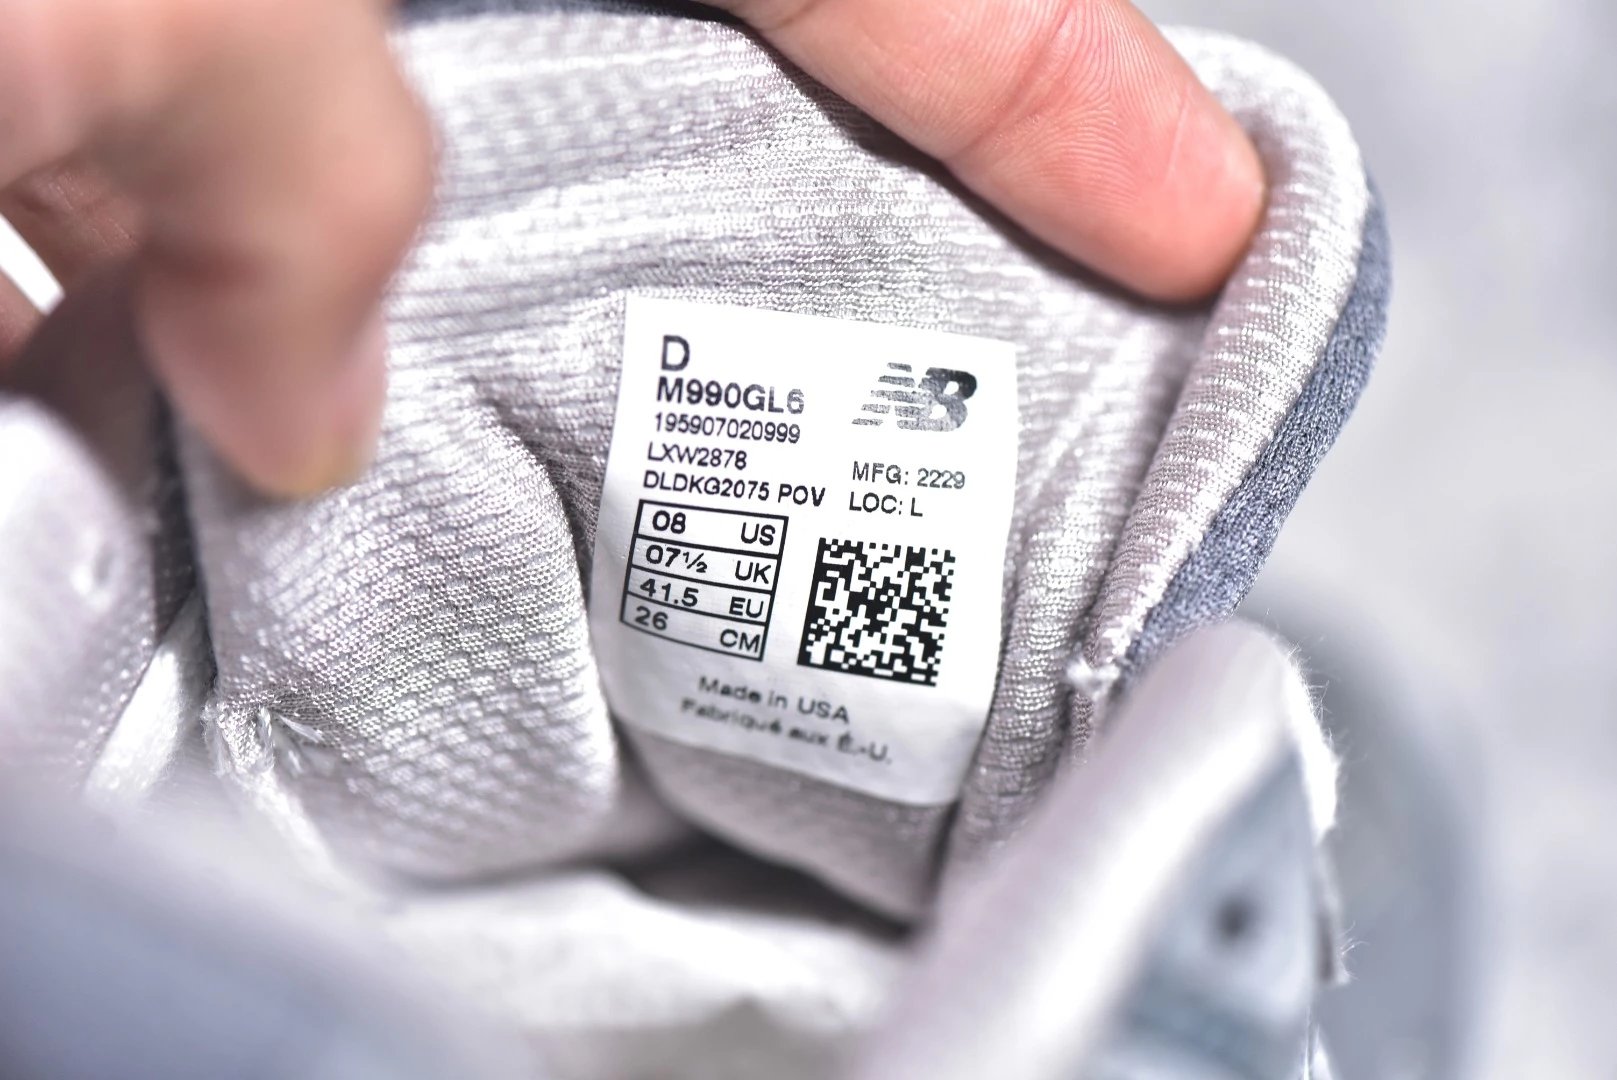 D
M990GL6
195907020999
LXW2878
DLDKG2075 POV
NB
MFG: 2229
LOC: L
08 US
07½ UK
41.5 EU
26 CM
Made in USA
Fabriqué aux É.-U.